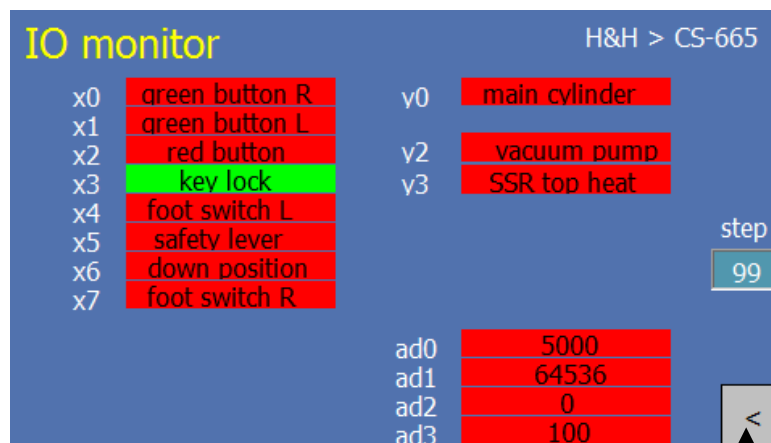 IO monitor H&H > CS-665
x0 green button R y0 main cylinder
x1 green button L
x2 red button y2 vacuum pump
x3 key lock y3 SSR top heat
x4 foot switch L
x5 safety lever
x6 down position
x7 foot switch R
step
99
ad0 5000
ad1 64536
ad2 0
ad3 100
<